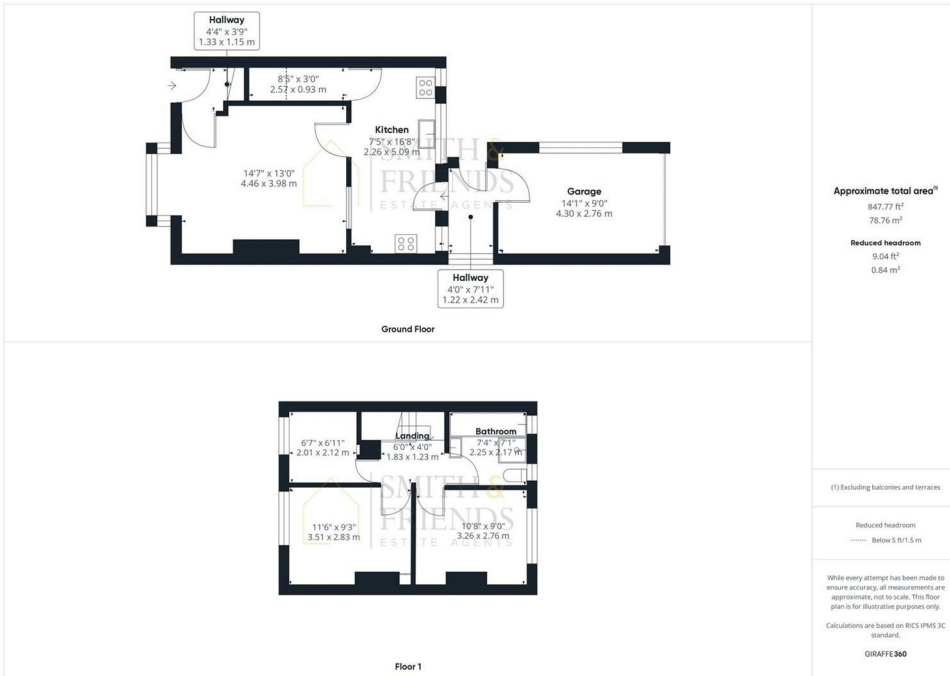 Hallway
4'4" x 3'9"
1.33 x 1.15 m
8'5" x 3'0"
2.57 x 0.93 m
Kitchen
7'5" x 16'8"
2.26 x 5.09 m
14'7" x 13'0"
4.46 x 3.98 m
SMITH &
FRIENDS
ESTATE AGENTS
Garage
14'1" x 9'0"
4.30 x 2.76 m
Hallway
4'0" x 7'11"
1.22 x 2.42 m
Ground Floor
6'7" x 6'11"
2.01 x 2.12 m
Landing
6'0" x 4'0"
1.83 x 1.23 m
Bathroom
7'4" x 7'1"
2.25 x 2.17 m
SMITH &
FRIENDS
ESTATE AGENTS
11'6" x 9'3"
3.51 x 2.83 m
10'8" x 9'0"
3.26 x 2.76 m
Floor 1
Approximate total area⁽¹⁾
847.77 ft²
78.76 m²
Reduced headroom
9.04 ft²
0.84 m²
(1) Excluding balconies and terraces
Reduced headroom
Below 5 ft/1.5 m
While every attempt has been made to
ensure accuracy, all measurements are
approximate, not to scale. This floor
plan is for illustrative purposes only.
Calculations are based on RICS IPMS 3C
standard.
GIRAFFE360